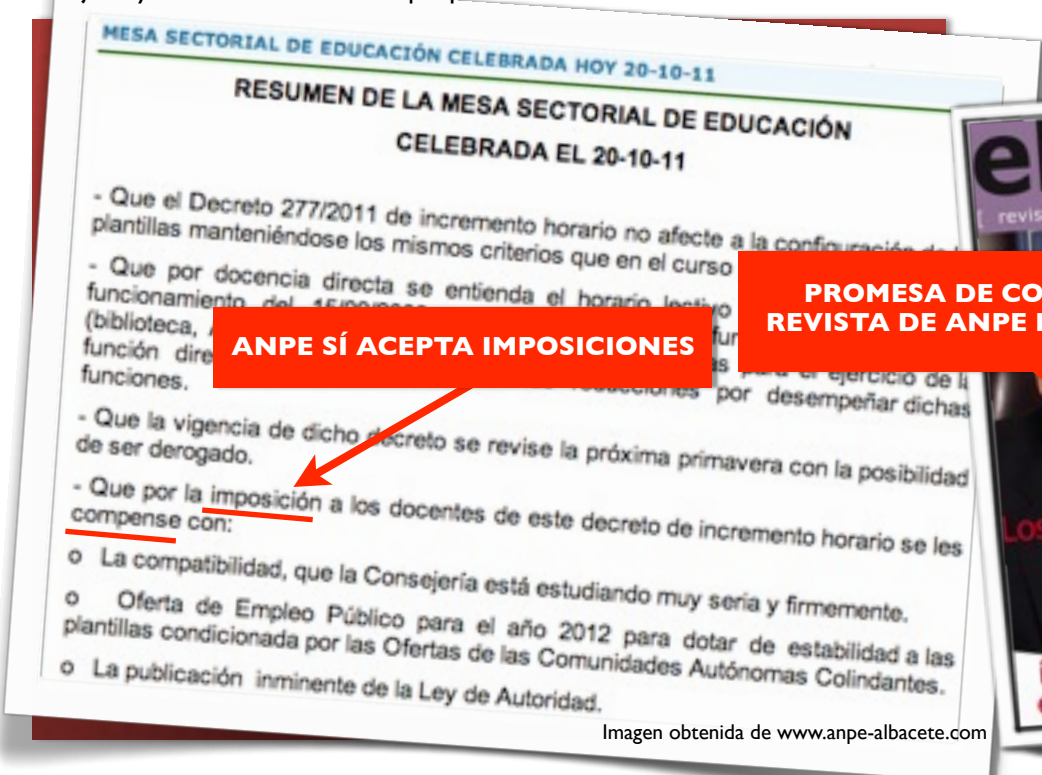 MESA SECTORIAL DE EDUCACIÓN CELEBRADA HOY 20-10-11
RESUMEN DE LA MESA SECTORIAL DE EDUCACIÓN
CELEBRADA EL 20-10-11
- Que el Decreto 277/2011 de incremento horario no afecte a la configuración
plantillas manteniéndose los mismos criterios que en el curso
- Que por docencia directa se entienda el horario lectivo
funcionamiento del
(biblioteca,
función para el ejercicio de
funciones. por desempeñar dichas
- Que la vigencia de dicho decreto se revise la próxima primavera con la posibilidad
de ser derogado.
- Que por la imposición a los docentes de este decreto de incremento horario se les
compense con:
o La compatibilidad, que la Consejería está estudiando muy seria y firmemente.
o Oferta de Empleo Público para el año 2012 para dotar de estabilidad a las
plantillas condicionada por las Ofertas de las Comunidades Autónomas Colindantes.
o La publicación inminente de la Ley de Autoridad.
ANPE SÍ ACEPTA IMPOSICIONES
PROMESA DE CO
REVISTA DE ANPE
el
[ revis
Los
Imagen obtenida de www.anpe-albacete.com